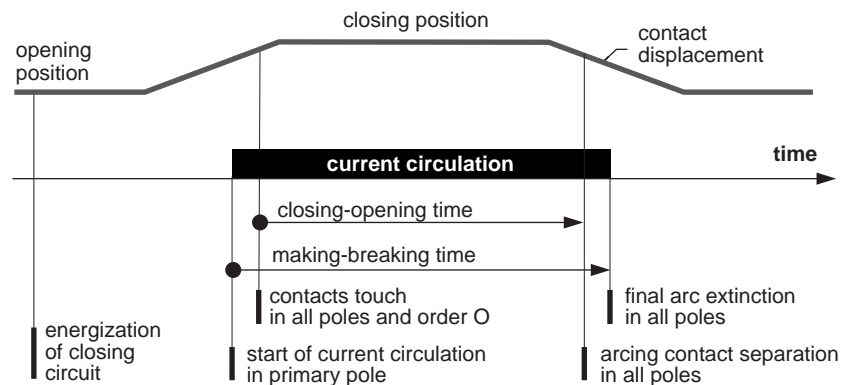 closing position
opening
position
contact
displacement
current circulation
time
closing-opening time
making-breaking time
contacts touch
in all poles and order O
final arc extinction
in all poles
energization
of closing
circuit
start of current circulation
in primary pole
arcing contact separation
in all poles